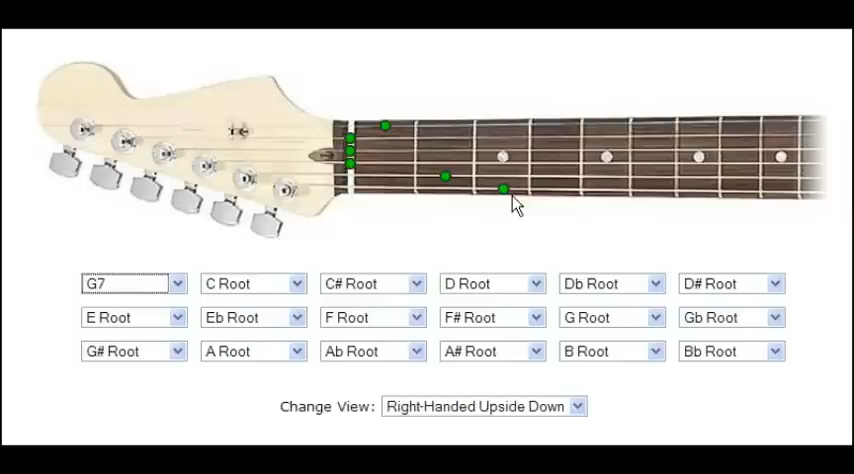 G7 C Root C# Root D Root Db Root D# Root
E Root Eb Root F Root F# Root G Root Gb Root
G# Root A Root Ab Root A# Root B Root Bb Root
Change View: Right-Handed Upside Down